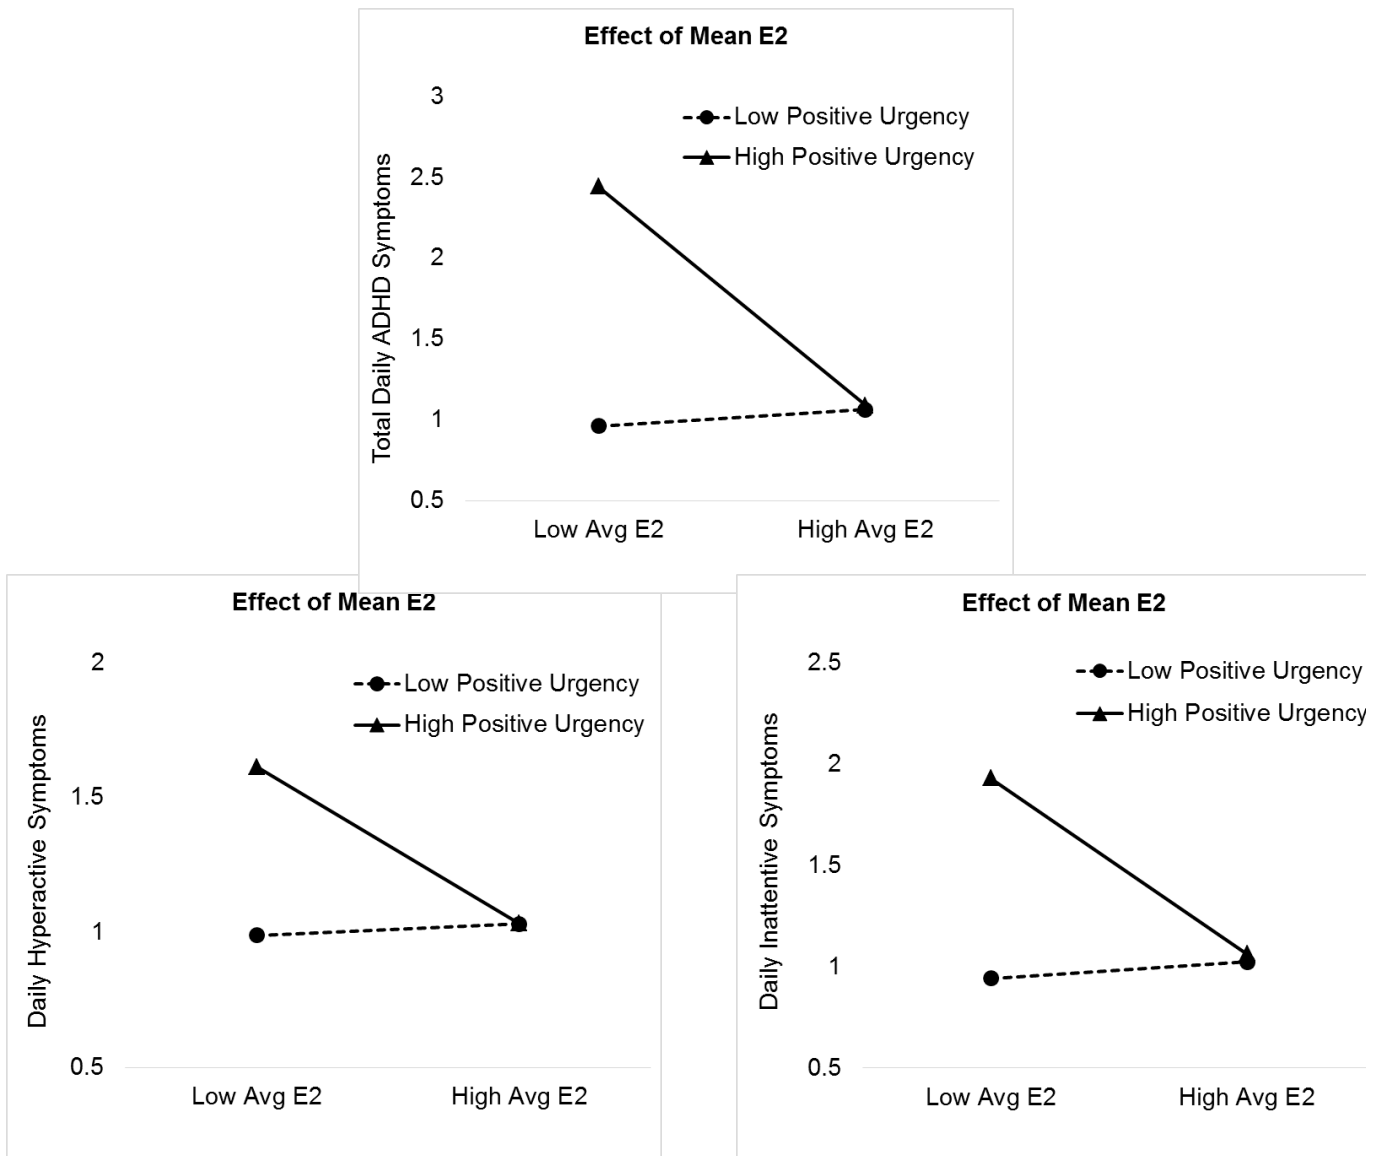 Effect of Mean E2
3
2.5
2
1.5
1
0.5
Total Daily ADHD Symptoms
Low Positive Urgency
High Positive Urgency
Low Avg E2
High Avg E2
Effect of Mean E2
2
1.5
1
0.5
Daily Hyperactive Symptoms
Low Positive Urgency
High Positive Urgency
Low Avg E2
High Avg E2
Effect of Mean E2
2.5
2
1.5
1
0.5
Daily Inattentive Symptoms
Low Positive Urgency
High Positive Urgency
Low Avg E2
High Avg E2